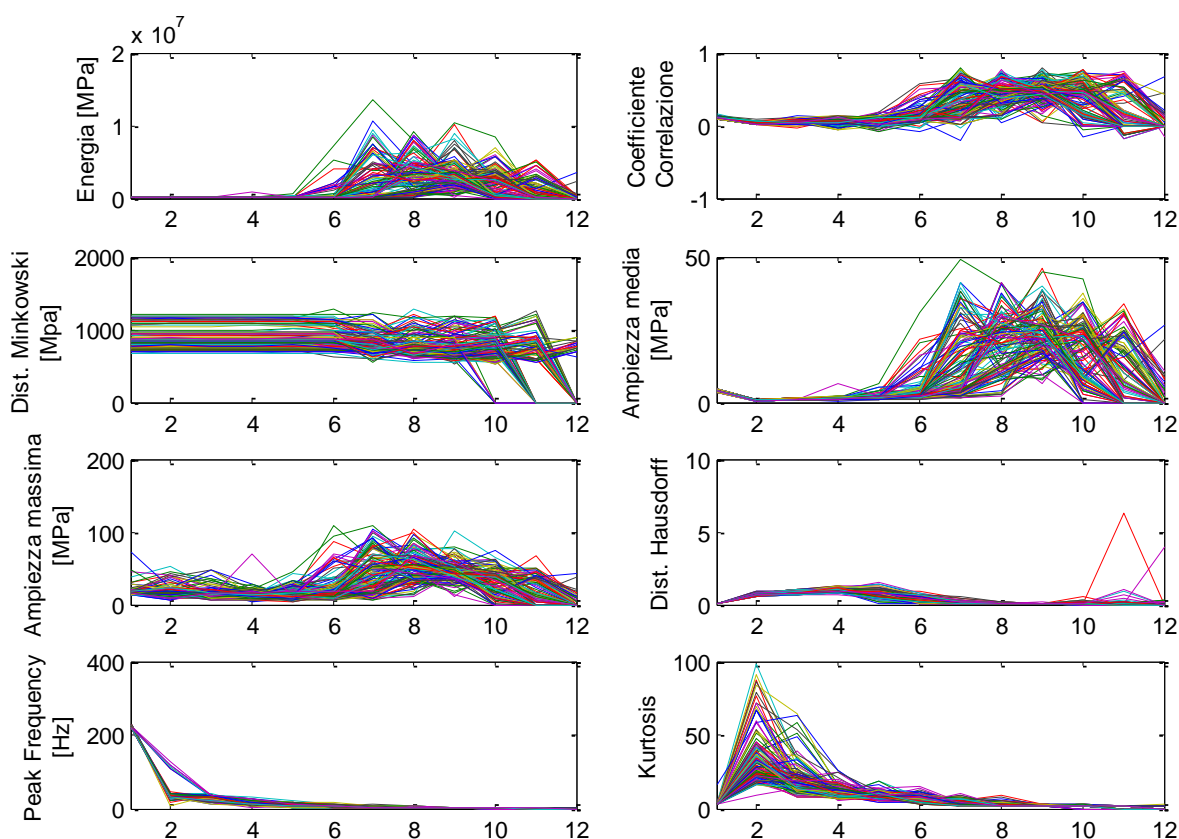 x 10^7
2
1
0
Energia [MPa]
2 4 6 8 10 12
1
0
-1
Coefficiente
Correlazione
2 4 6 8 10 12
2000
1000
0
Dist. Minkowski
[Mpa]
2 4 6 8 10 12
50
0
Ampiezza media
[MPa]
2 4 6 8 10 12
200
100
0
Ampiezza massima
[MPa]
2 4 6 8 10 12
10
5
0
Dist. Hausdorff
2 4 6 8 10 12
400
200
0
Peak Frequency
[Hz]
2 4 6 8 10 12
100
50
0
Kurtosis
2 4 6 8 10 12